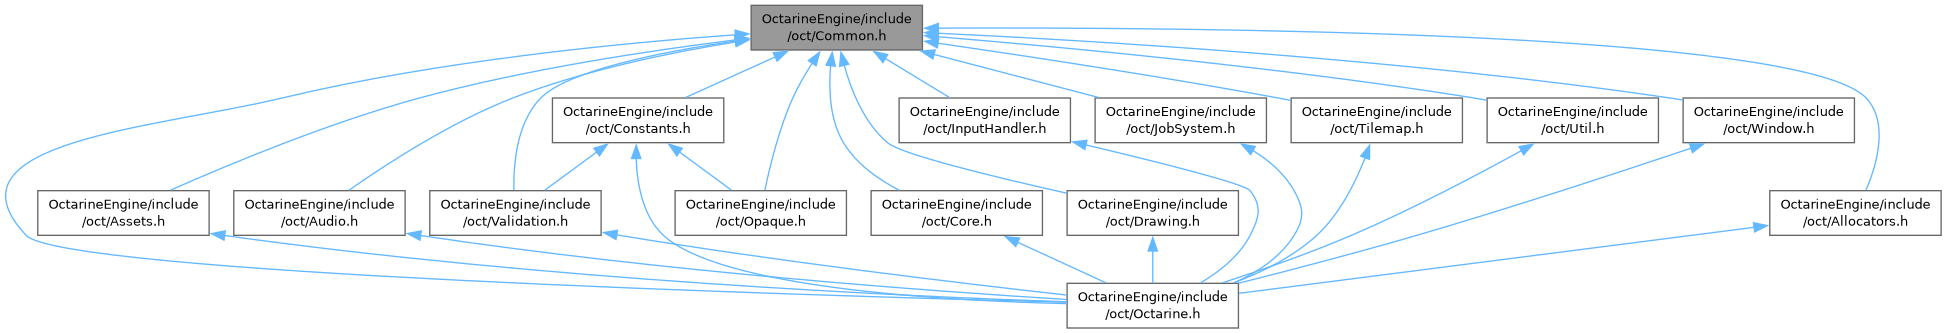 OctarineEngine/include
/oct/Common.h
OctarineEngine/include
/oct/Constants.h
OctarineEngine/include
/oct/InputHandler.h
OctarineEngine/include
/oct/JobSystem.h
OctarineEngine/include
/oct/Tilemap.h
OctarineEngine/include
/oct/Util.h
OctarineEngine/include
/oct/Window.h
OctarineEngine/include
/oct/Assets.h
OctarineEngine/include
/oct/Audio.h
OctarineEngine/include
/oct/Validation.h
OctarineEngine/include
/oct/Opaque.h
OctarineEngine/include
/oct/Core.h
OctarineEngine/include
/oct/Drawing.h
OctarineEngine/include
/oct/Allocators.h
OctarineEngine/include
/oct/Octarine.h